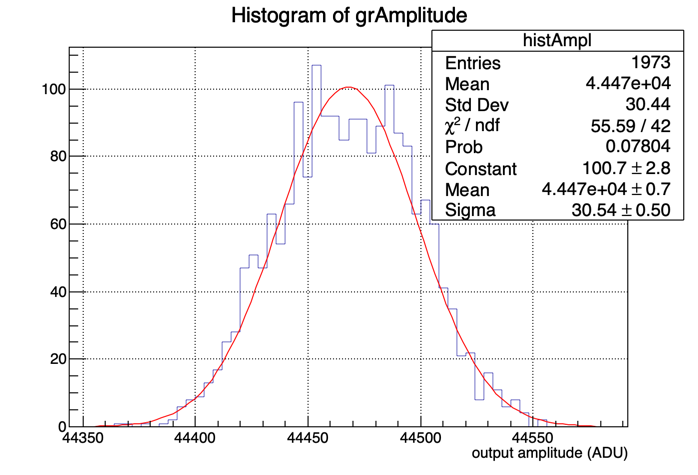 Histogram of grAmplitude
histAmpl
Entries 1973
Mean 4.447e+04
Std Dev 30.44
χ² / ndf 55.59 / 42
Prob 0.07804
Constant 100.7 ± 2.8
Mean 4.447e+04 ± 0.7
Sigma 30.54 ± 0.50
100
80
60
40
20
0
44350 44400 44450 44500 44550
output amplitude (ADU)